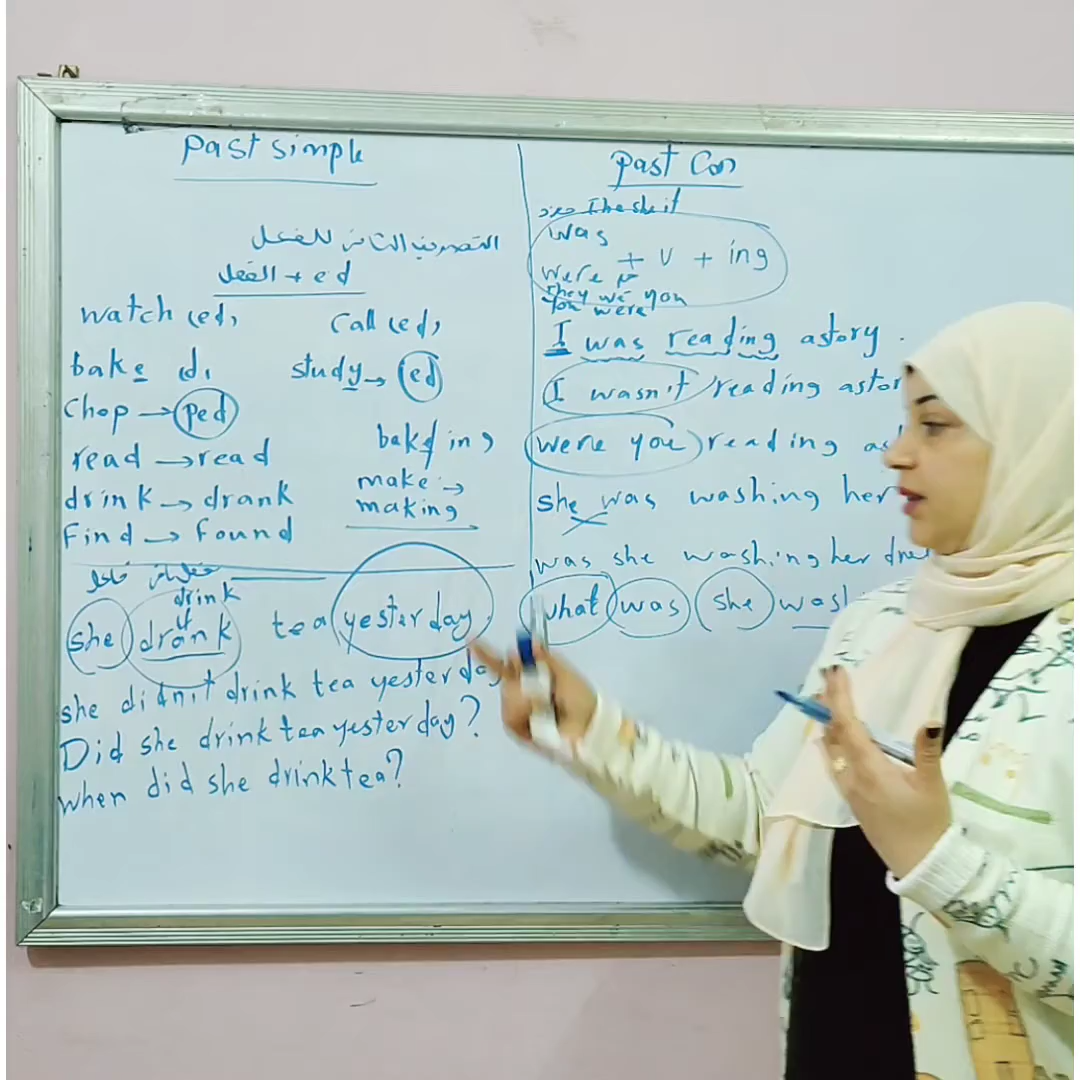 past simple
التصريف الثاني للفعل
الفعل + ed
watch (ed)
call (ed)
bake d
study → ed
chop → ped
read → read
bake ing
drink → drank
make →
making
find → found
فاعل
drink
she drank tea yesterday.
she didn't drink tea yesterday
Did she drink tea yesterday?
when did she drink tea?
past Con
مفرد I he she it
was
+ v + ing
were
They we you
You were
I was reading a story.
I wasn't reading a stor
were you reading a
she was washing her
was she washing her dre
what was she wash